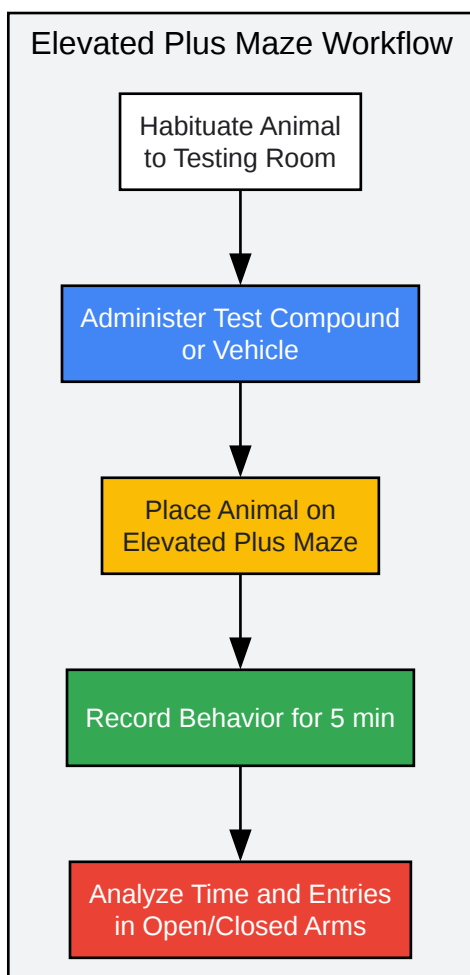 Elevated Plus Maze Workflow
Habituate Animal
to Testing Room
Administer Test Compound
or Vehicle
Place Animal on
Elevated Plus Maze
Record Behavior for 5 min
Analyze Time and Entries
in Open/Closed Arms